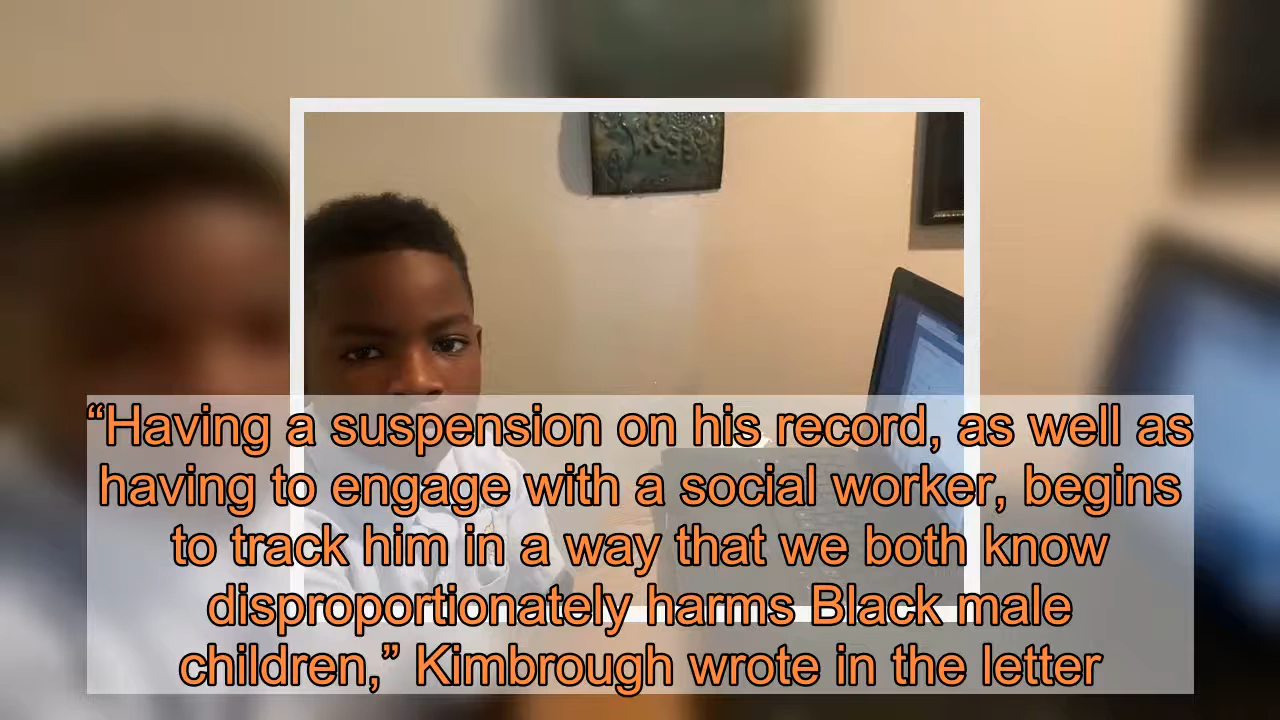 “Having a suspension on his record, as well as
having to engage with a social worker, begins
to track him in a way that we both know
disproportionately harms Black male
children,” Kimbrough wrote in the letter